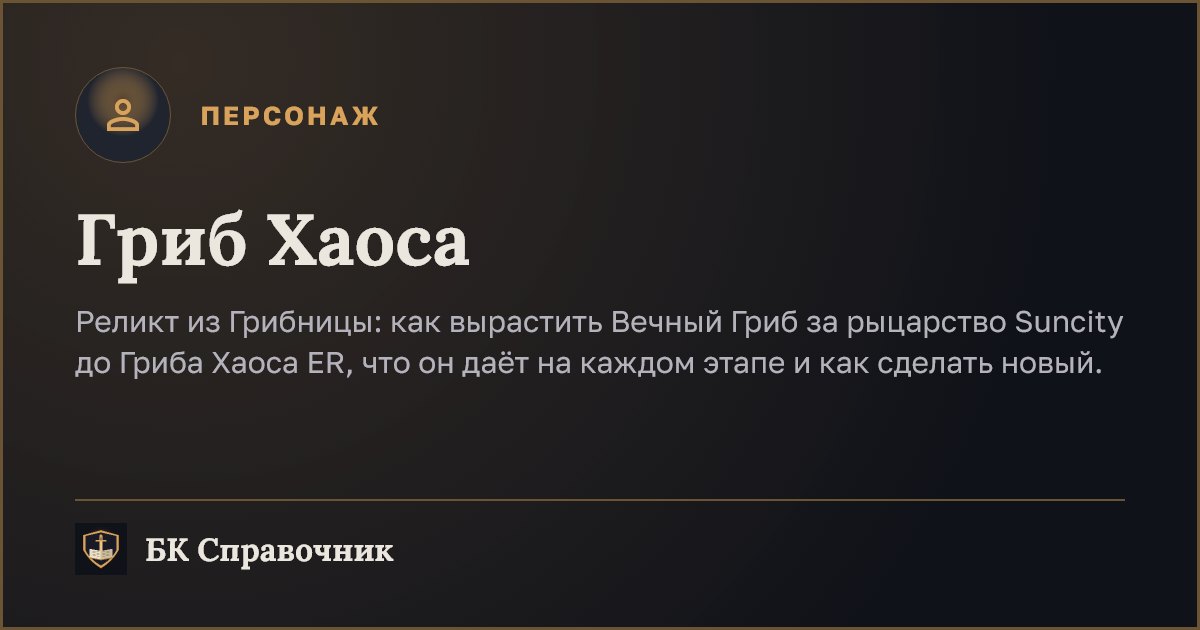 ПЕРСОНАЖ
Гриб Хаоса
Реликт из Грибницы: как вырастить Вечный Гриб за рыцарство Suncity
до Гриба Хаоса ER, что он даёт на каждом этапе и как сделать новый.
БК Справочник